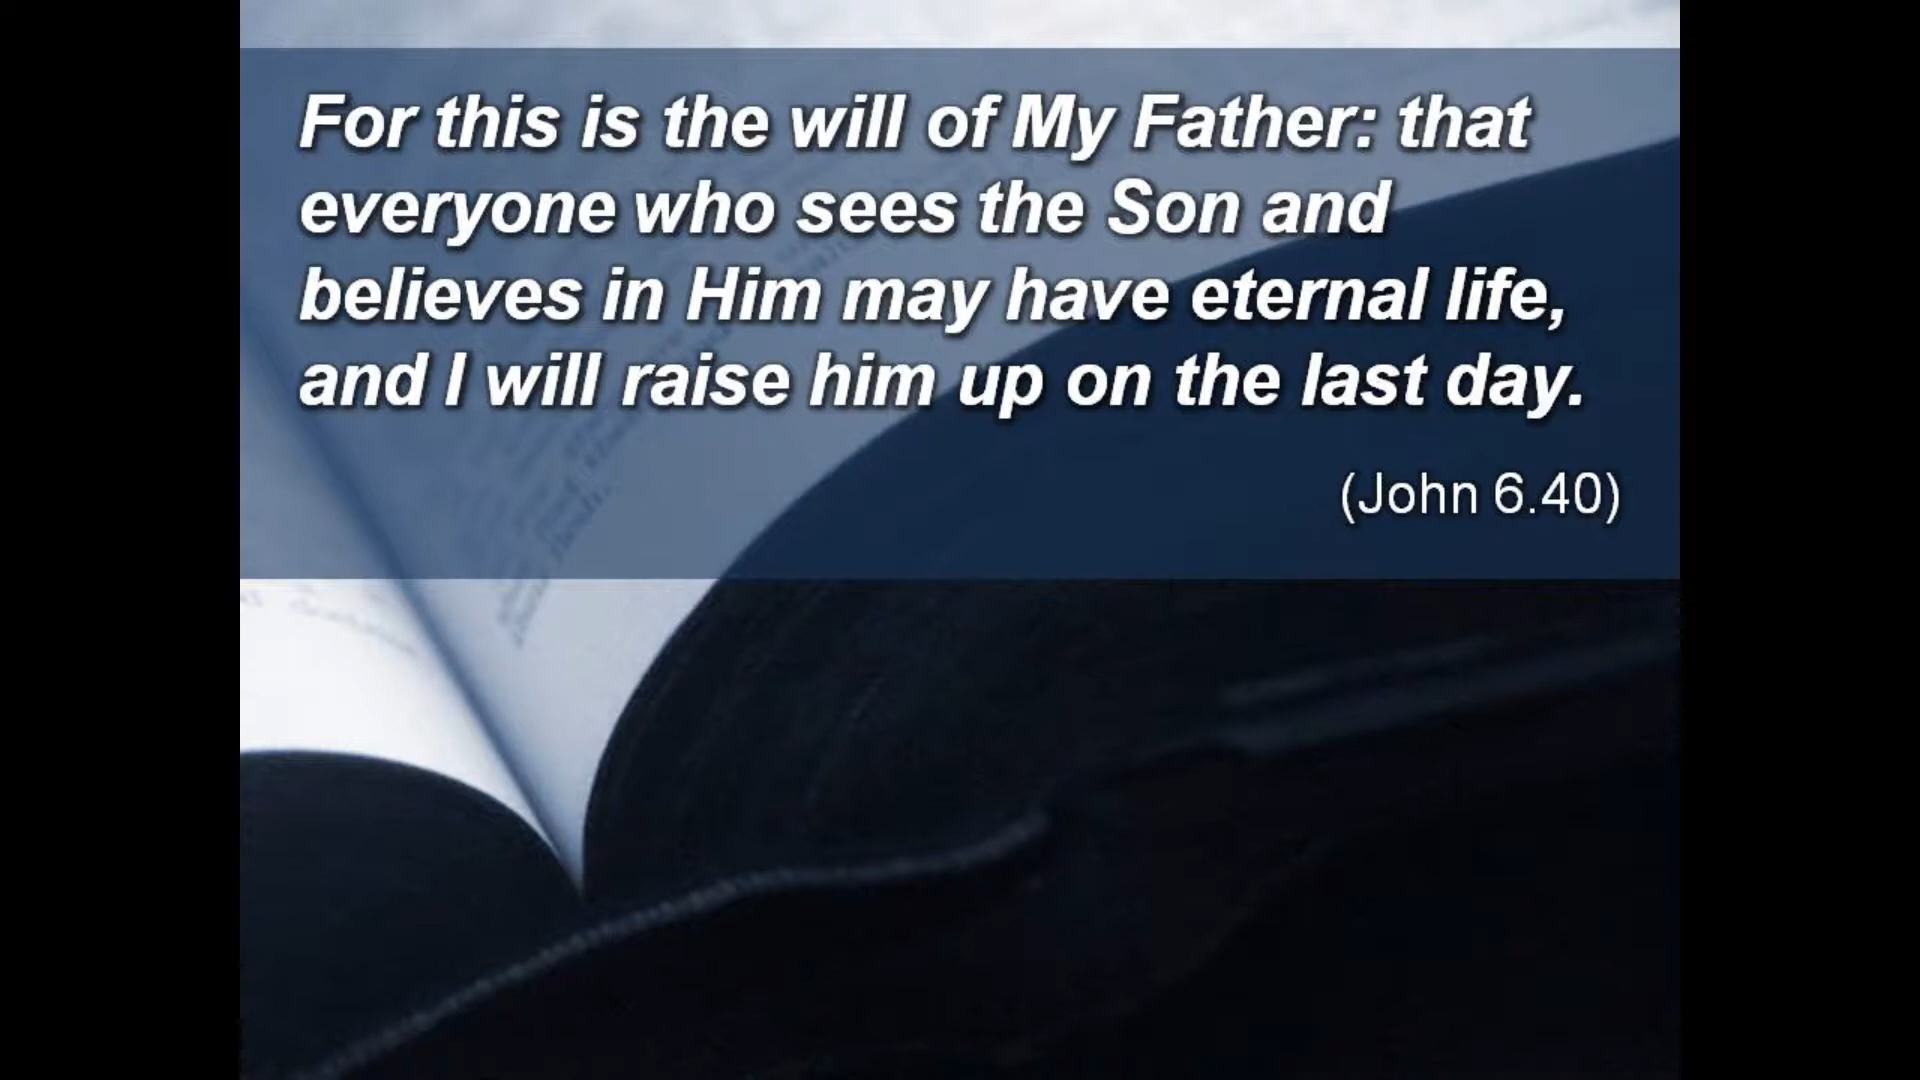 For this is the will of My Father: that
everyone who sees the Son and
believes in Him may have eternal life,
and I will raise him up on the last day.
(John 6.40)